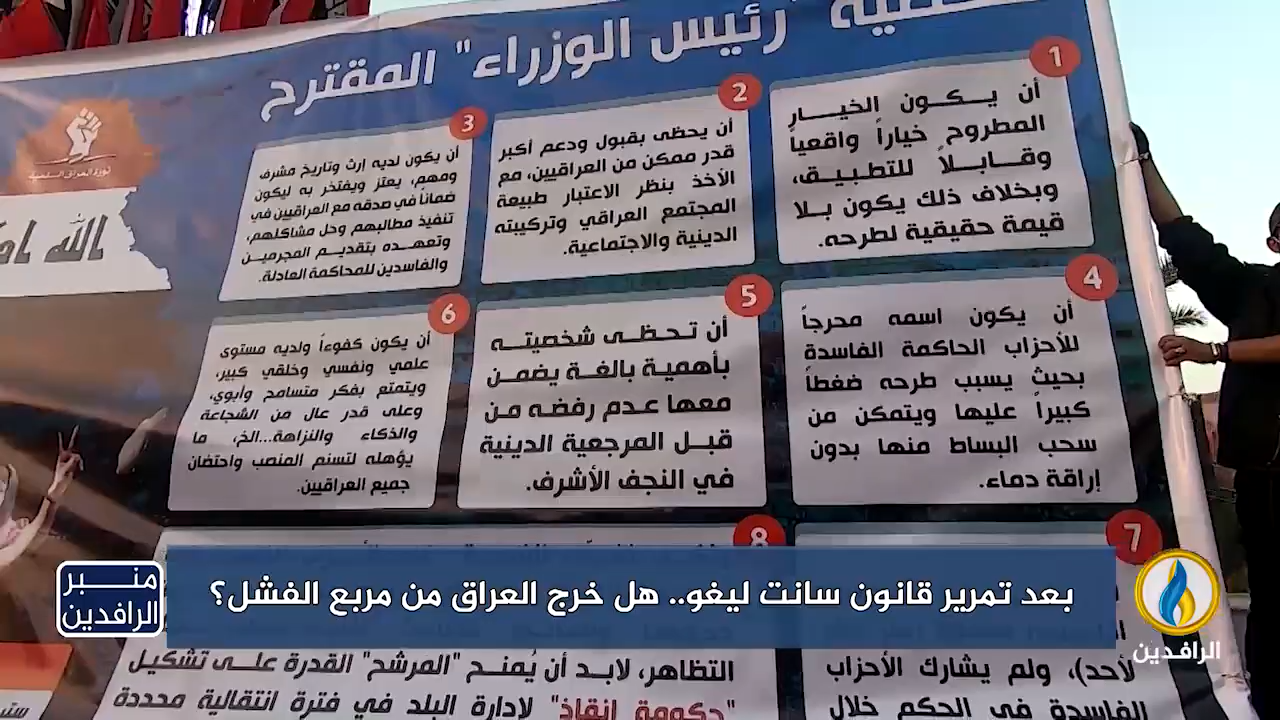 "رئيس الوزراء" المقترح
1
أن يكون الخيار
المطروح خياراً واقعياً
وقابلاً للتطبيق،
وبخلاف ذلك يكون بلا
قيمة حقيقية لطرحه.
2
أن يحظى بقبول ودعم أكبر
قدر ممكن من العراقيين، مع
الأخذ بنظر الاعتبار طبيعة
المجتمع العراقي وتركيبته
الدينية والاجتماعية.
3
أن يكون لديه إرث وتاريخ مشرف
ومهم، يعتز ويفتخر به ليكون
ضماناً في صدقه مع العراقيين في
تنفيذ مطالبهم وحل مشاكلهم،
وتعهده بتقديم المجرمين
والفاسدين للمحاكمة العادلة.
4
أن يكون اسمه محرجاً
للأحزاب الحاكمة الفاسدة
بحيث يسبب طرحه ضغطاً
كبيراً عليها ويتمكن من
سحب البساط منها بدون
إراقة دماء.
5
أن تحظى شخصيته
بأهمية بالغة يضمن
معها عدم رفضه من
قبل المرجعية الدينية
في النجف الأشرف.
6
أن يكون كفوءاً ولديه مستوى
علمي ونفسي وخلقي كبير،
ويتمتع بفكر متسامح وأبوي،
وعلى قدر عال من الشجاعة
والذكاء والنزاهة...الخ، ما
يؤهله لتسنم المنصب واحتضان
جميع العراقيين.
7
لأحد)، ولم يشارك الأحزاب
الفاسدة في الحكم خلال
8
التظاهر، لابد أن يُمنح "المرشح" القدرة على تشكيل
"حكومة إنقاذ" لإدارة البلد في فترة انتقالية محددة
الله
بعد تمرير قانون سانت ليغو.. هل خرج العراق من مربع الفشل؟
منبر
الرافدين
الرافدين